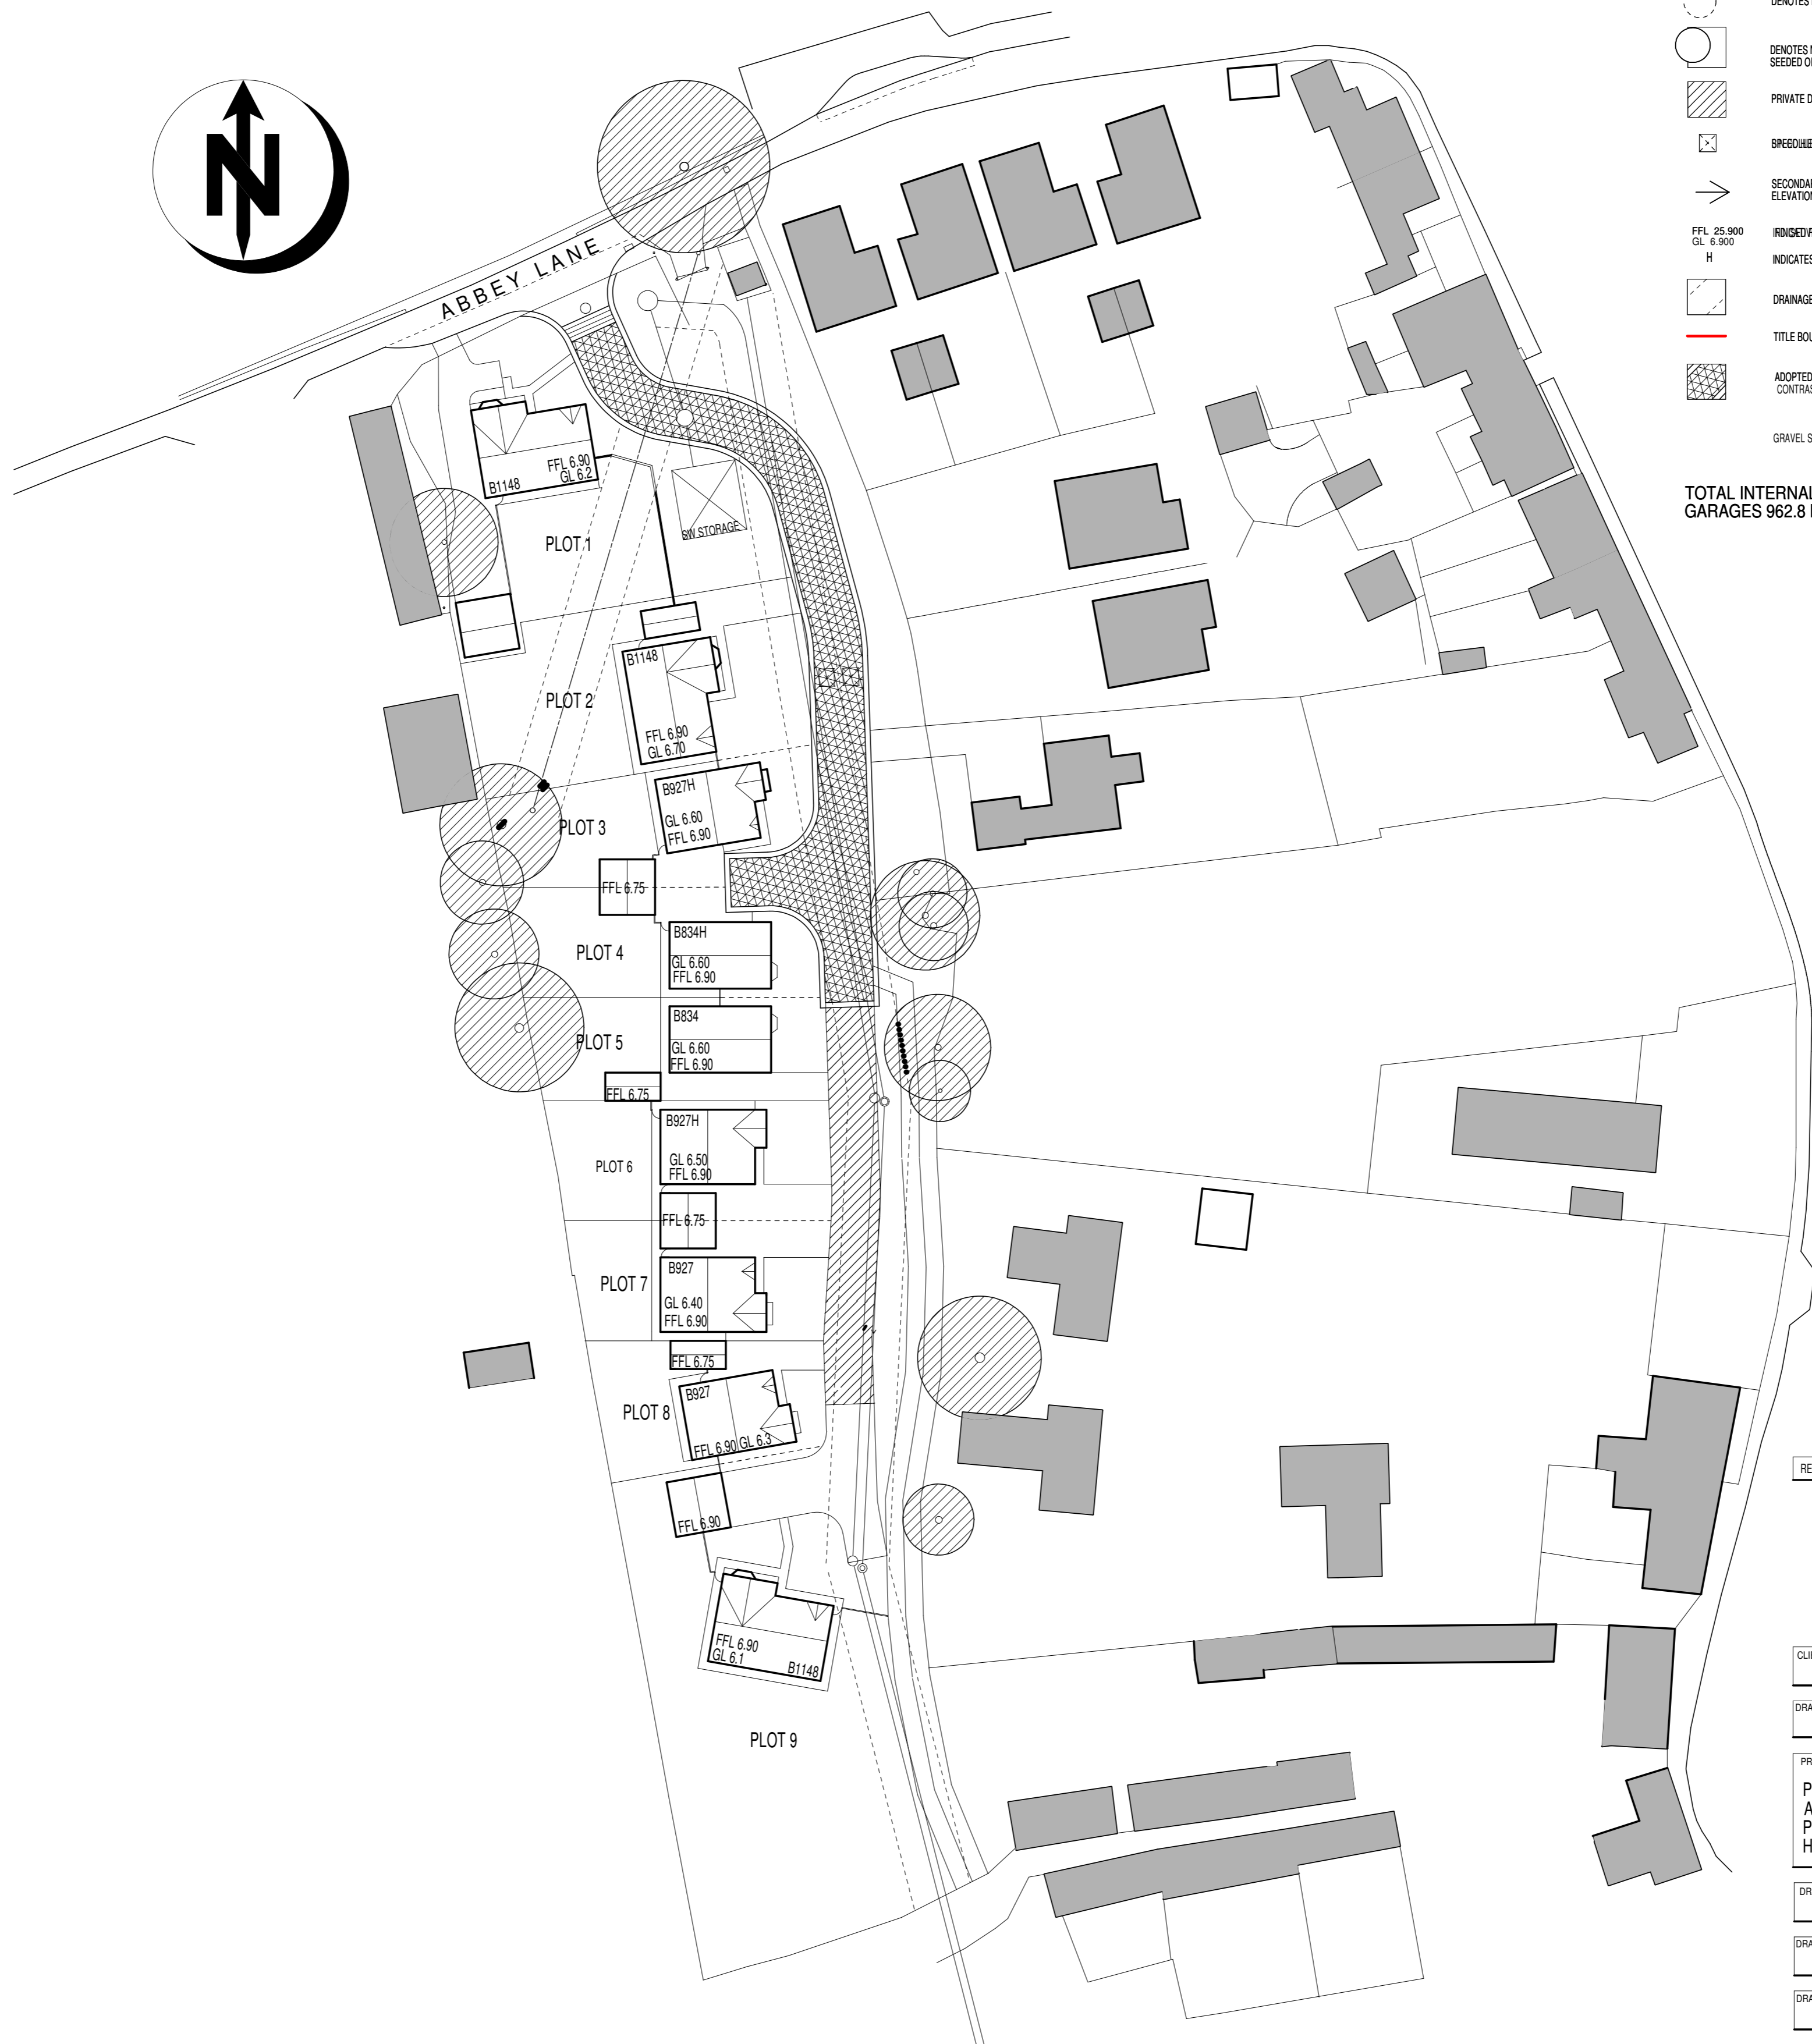 N
ABBEY LANE
FFL 6.90
GL 6.2
B1148
PLOT 1
SW STORAGE
B1148
PLOT 2
FFL 6.90
GL 6.70
B927H
GL 6.60
FFL 6.90
PLOT 3
FFL 6.75
B834H
PLOT 4
GL 6.60
FFL 6.90
B834
PLOT 5
GL 6.60
FFL 6.90
FFL 6.75
B927H
PLOT 6
GL 6.50
FFL 6.90
FFL 6.75
B927
PLOT 7
GL 6.40
FFL 6.90
FFL 6.75
B927
PLOT 8
FFL 6.90 GL 6.3
FFL 6.90
FFL 6.90
GL 6.1
B1148
PLOT 9
DENOTES
DENOTES
SEEDED
PRIVATE
ELEVATION
FFL 25.900
GL 6.900
H
INDICATES
DRAINAGE
TITLE
ADOPTED
GRAVEL
TOTAL INTERNAL
GARAGES 962.8